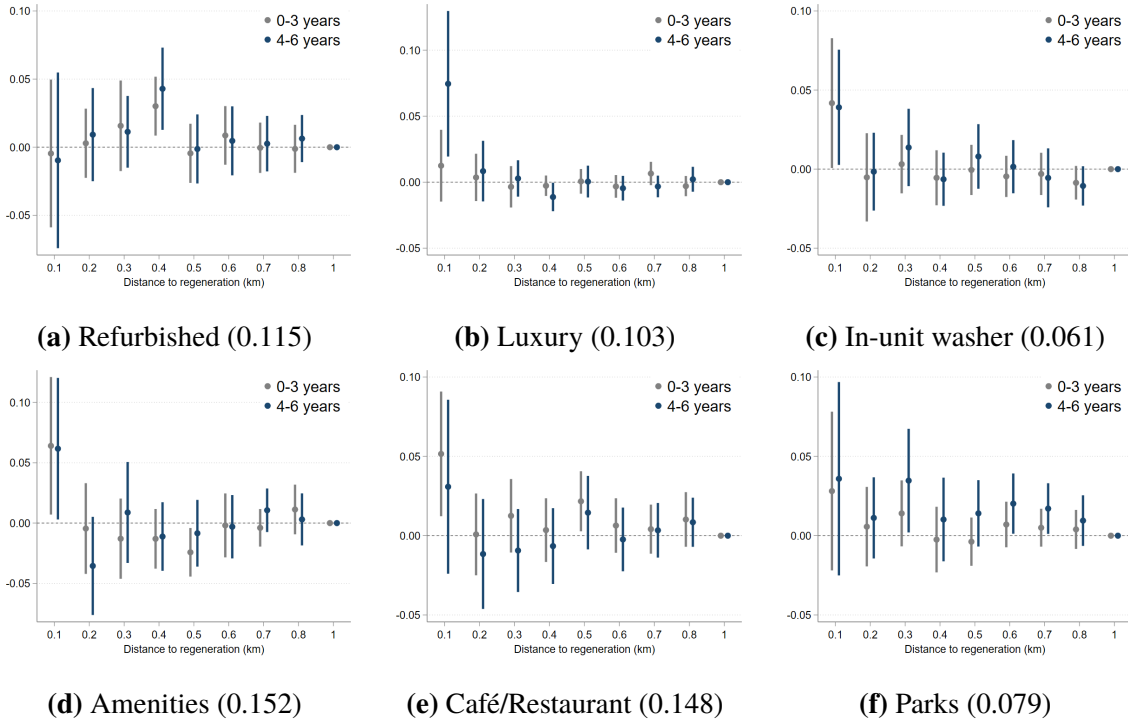 0.10
0.05
0.00
-0.05
0-3 years
4-6 years
0.1 0.2 0.3 0.4 0.5 0.6 0.7 0.8 1
Distance to regeneration (km)
(a) Refurbished (0.115)
0.10
0.05
0.00
-0.05
0-3 years
4-6 years
0.1 0.2 0.3 0.4 0.5 0.6 0.7 0.8 1
Distance to regeneration (km)
(b) Luxury (0.103)
0.10
0.05
0.00
-0.05
0-3 years
4-6 years
0.1 0.2 0.3 0.4 0.5 0.6 0.7 0.8 1
Distance to regeneration (km)
(c) In-unit washer (0.061)
0.10
0.05
0.00
-0.05
0-3 years
4-6 years
0.1 0.2 0.3 0.4 0.5 0.6 0.7 0.8 1
Distance to regeneration (km)
(d) Amenities (0.152)
0.10
0.05
0.00
-0.05
0-3 years
4-6 years
0.1 0.2 0.3 0.4 0.5 0.6 0.7 0.8 1
Distance to regeneration (km)
(e) Café/Restaurant (0.148)
0.10
0.05
0.00
-0.05
0-3 years
4-6 years
0.1 0.2 0.3 0.4 0.5 0.6 0.7 0.8 1
Distance to regeneration (km)
(f) Parks (0.079)